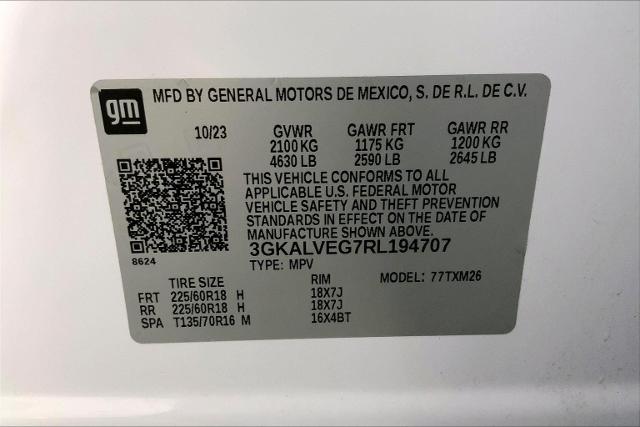 gm
MFD BY GENERAL MOTORS DE MEXICO, S. DE R.L. DE C.V.
10/23 GVWR GAWR FRT GAWR RR
2100 KG 1175 KG 1200 KG
4630 LB 2590 LB 2645 LB
THIS VEHICLE CONFORMS TO ALL
APPLICABLE U.S. FEDERAL MOTOR
VEHICLE SAFETY AND THEFT PREVENTION
STANDARDS IN EFFECT ON THE DATE OF
MANUFACTURE SHOWN ABOVE.
3GKALVEG7RL194707
8624
TYPE: MPV
TIRE SIZE RIM MODEL: 77TXM26
FRT 225/60R18 H 18X7J
RR 225/60R18 H 18X7J
SPA T135/70R16 M 16X4BT